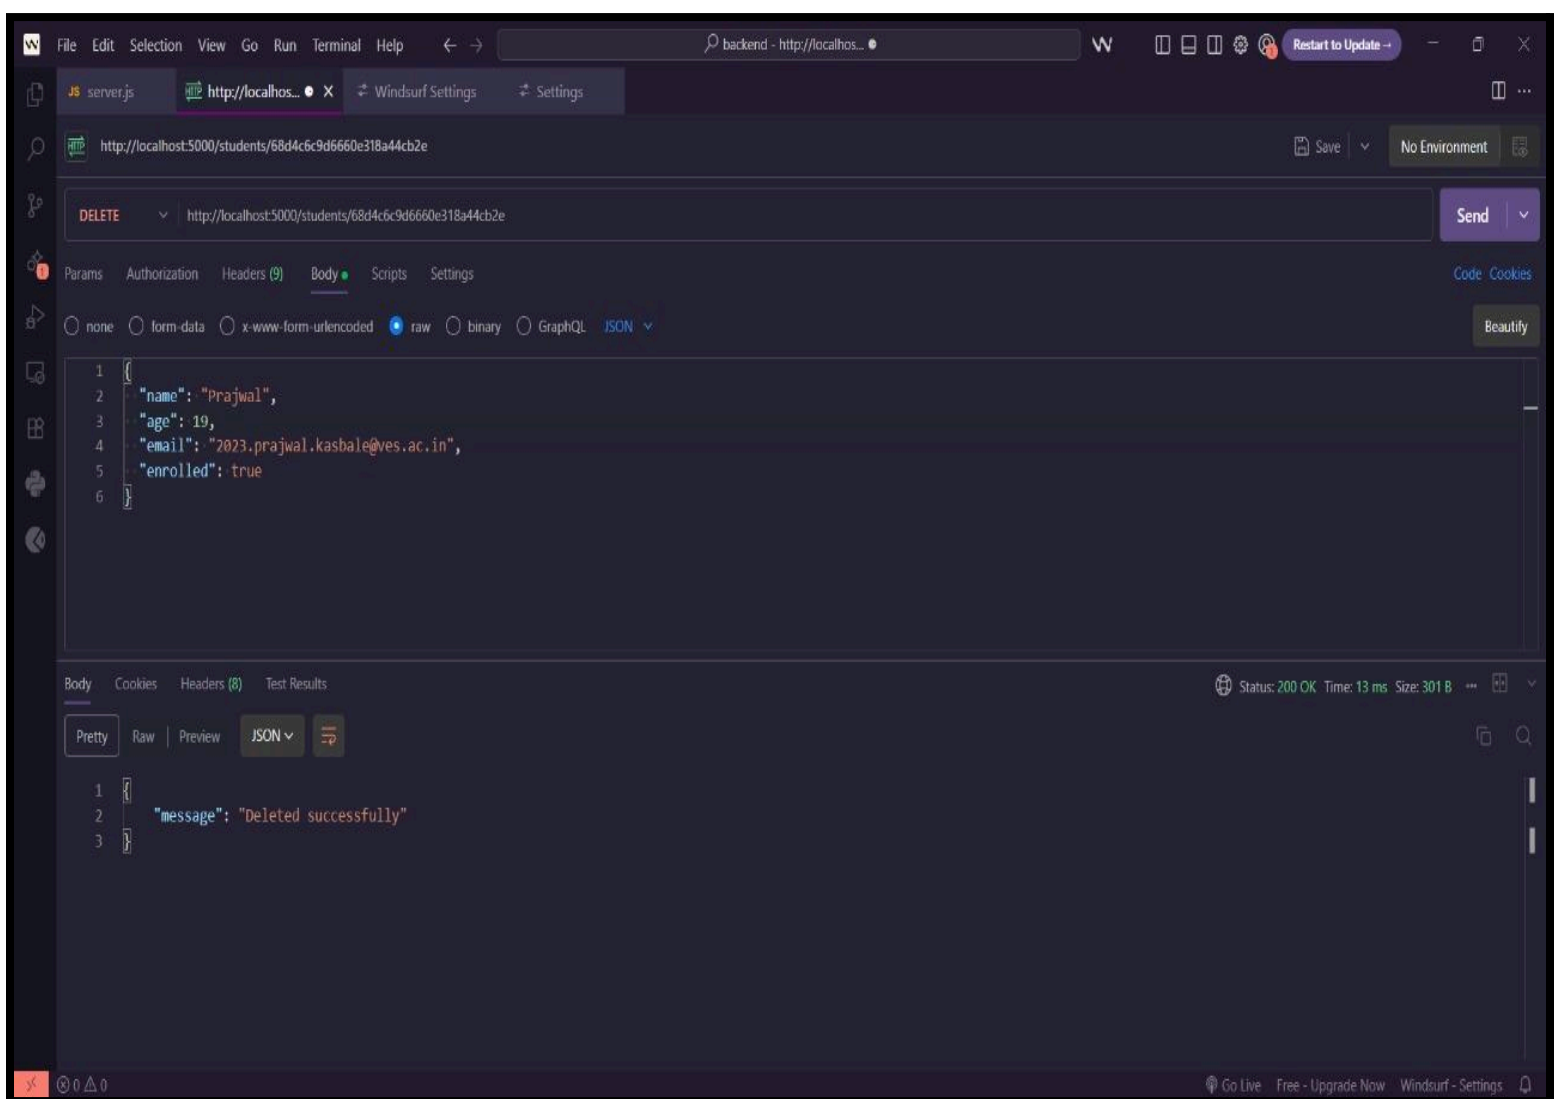 File Edit Selection View Go Run Terminal Help ← → backend - http://localhos... ● Restart to Update →
JS server.js HTTP http://localhos... ● X Windsurf Settings Settings ...
HTTP http://localhost:5000/students/68d4c6c9d6660e318a44cb2e Save No Environment
DELETE http://localhost:5000/students/68d4c6c9d6660e318a44cb2e Send
Params Authorization Headers (9) Body ● Scripts Settings Code Cookies
none form-data x-www-form-urlencoded raw binary GraphQL JSON Beautify
1 {
2 "name": "Prajwal",
3 "age": 19,
4 "email": "2023.prajwal.kasbale@ves.ac.in",
5 "enrolled": true
6 }
Body Cookies Headers (8) Test Results Status: 200 OK Time: 13 ms Size: 301 B ...
Pretty Raw | Preview JSON
1 {
2 "message": "Deleted successfully"
3 }
0 0 Go Live Free - Upgrade Now Windsurf - Settings